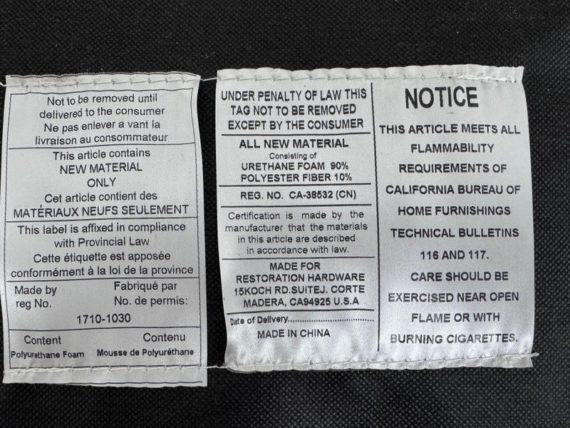 Not to be removed until
delivered to the consumer
Ne pas enlever a vant la
livraison au consommateur
This article contains
NEW MATERIAL
ONLY
Cet article contient des
MATÉRIAUX NEUFS SEULEMENT
This label is affixed in compliance
with Provincial Law
Cette étiquette est apposée
conformément à la loi de la province
Made by
reg No.
Fabriqué par
No. de permis:
1710-1030
Content
Contenu
Polyurethane Foam
Mousse de Polyuréthane
UNDER PENALTY OF LAW THIS
TAG NOT TO BE REMOVED
EXCEPT BY THE CONSUMER
ALL NEW MATERIAL
Consisting of
URETHANE FOAM 90%
POLYESTER FIBER 10%
REG. NO. CA-38532 (CN)
Certification is made by the
manufacturer that the materials
in this article are described
in accordance with law.
MADE FOR
RESTORATION HARDWARE
15KOCH RD.SUITEJ. CORTE
MADERA, CA94925 U.S.A
Date of Delivery
MADE IN CHINA
NOTICE
THIS ARTICLE MEETS ALL
FLAMMABILITY
REQUIREMENTS OF
CALIFORNIA BUREAU OF
HOME FURNISHINGS
TECHNICAL BULLETINS
116 AND 117.
CARE SHOULD BE
EXERCISED NEAR OPEN
FLAME OR WITH
BURNING CIGARETTES.